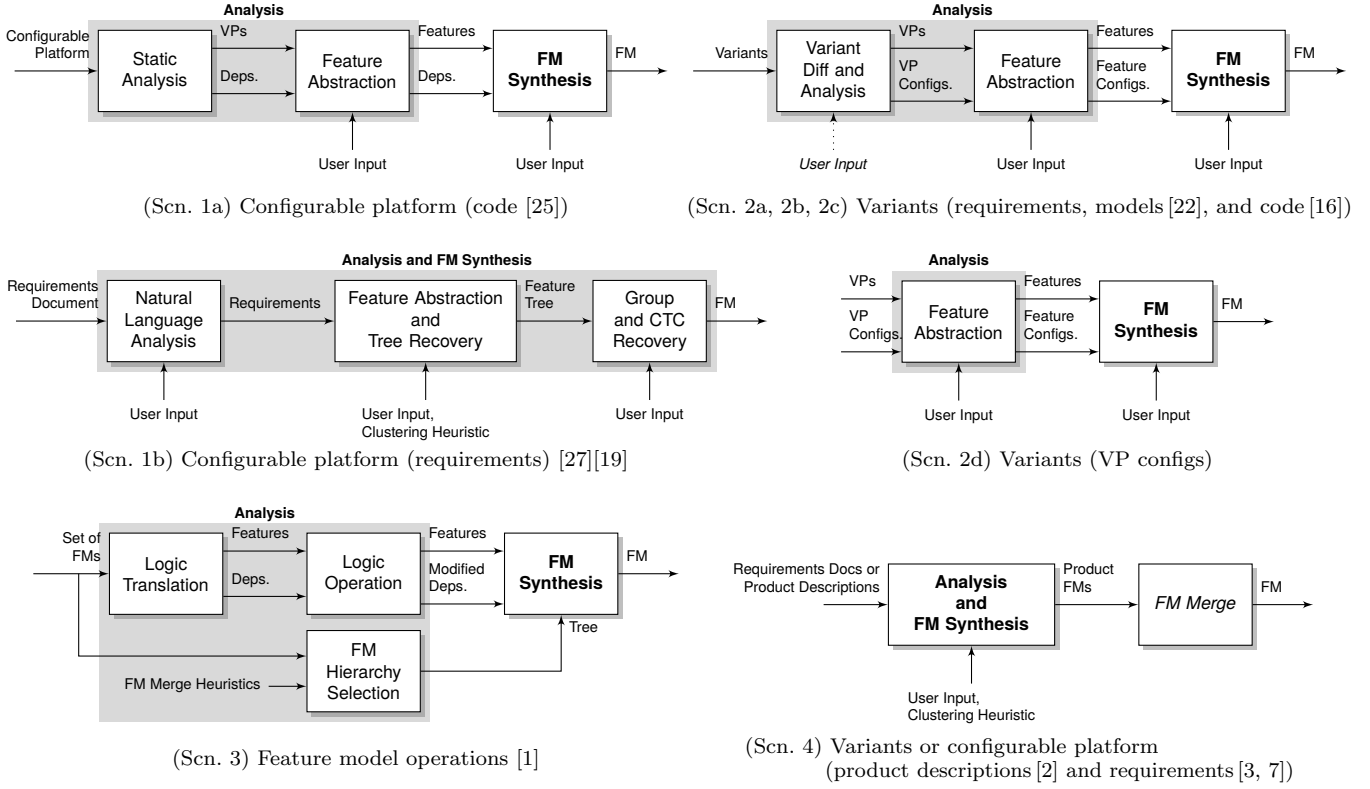 Analysis
Configurable
Platform
Static
Analysis
VPs
Deps.
Feature
Abstraction
Features
Deps.
FM
Synthesis
FM
User Input
User Input
(Scn. 1a) Configurable platform (code [25])
Analysis
Variants
Variant
Diff and
Analysis
VPs
VP
Configs.
Feature
Abstraction
Features
Feature
Configs.
FM
Synthesis
FM
User Input
User Input
User Input
(Scn. 2a, 2b, 2c) Variants (requirements, models [22], and code [16])
Analysis and FM Synthesis
Requirements
Document
Natural
Language
Analysis
Requirements
Feature Abstraction
and
Tree Recovery
Feature
Tree
Group
and CTC
Recovery
FM
User Input
User Input,
Clustering Heuristic
User Input
(Scn. 1b) Configurable platform (requirements) [27][19]
Analysis
VPs
VP
Configs.
Feature
Abstraction
Features
Feature
Configs.
FM
Synthesis
FM
User Input
User Input
(Scn. 2d) Variants (VP configs)
Analysis
Set of
FMs
Logic
Translation
Features
Deps.
Logic
Operation
Features
Modified
Deps.
FM
Synthesis
FM
Tree
FM
Hierarchy
Selection
FM Merge Heuristics
(Scn. 3) Feature model operations [1]
Requirements Docs or
Product Descriptions
Analysis
and
FM Synthesis
Product
FMs
FM Merge
FM
User Input,
Clustering Heuristic
(Scn. 4) Variants or configurable platform
(product descriptions [2] and requirements [3, 7])